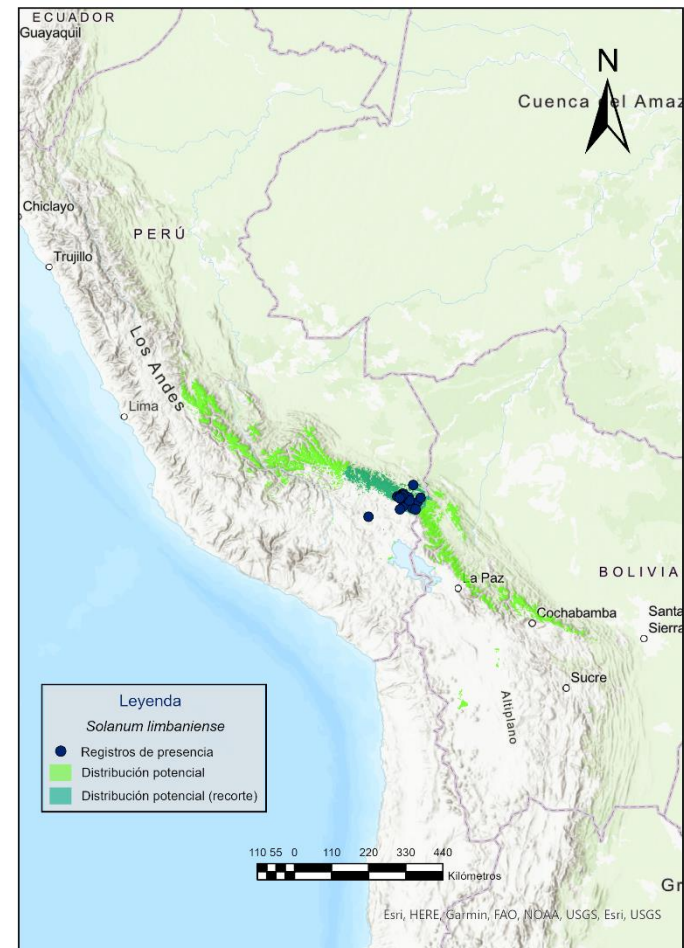 ECUADOR
Guayaquil
N
Cuenca del Amaz
Chiclayo
PERÚ
Trujillo
Los Andes
Lima
La Paz
BOLIVIA
Cochabamba
Santa
Sierra
Sucre
Altiplano
Leyenda
Solanum limbaniense
Registros de presencia
Distribución potencial
Distribución potencial (recorte)
110 55 0 110 220 330 440
Kilómetros
Gr
Esri, HERE, Garmin, FAO, NOAA, USGS, Esri, USGS